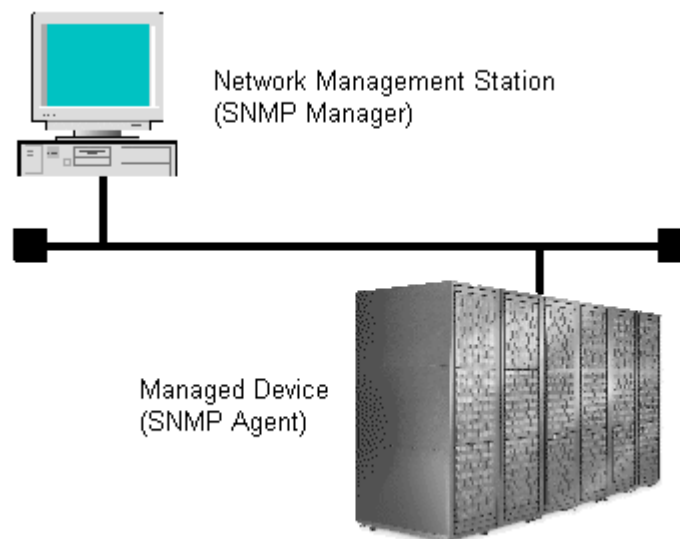 Network Management Station
(SNMP Manager)
Managed Device
(SNMP Agent)